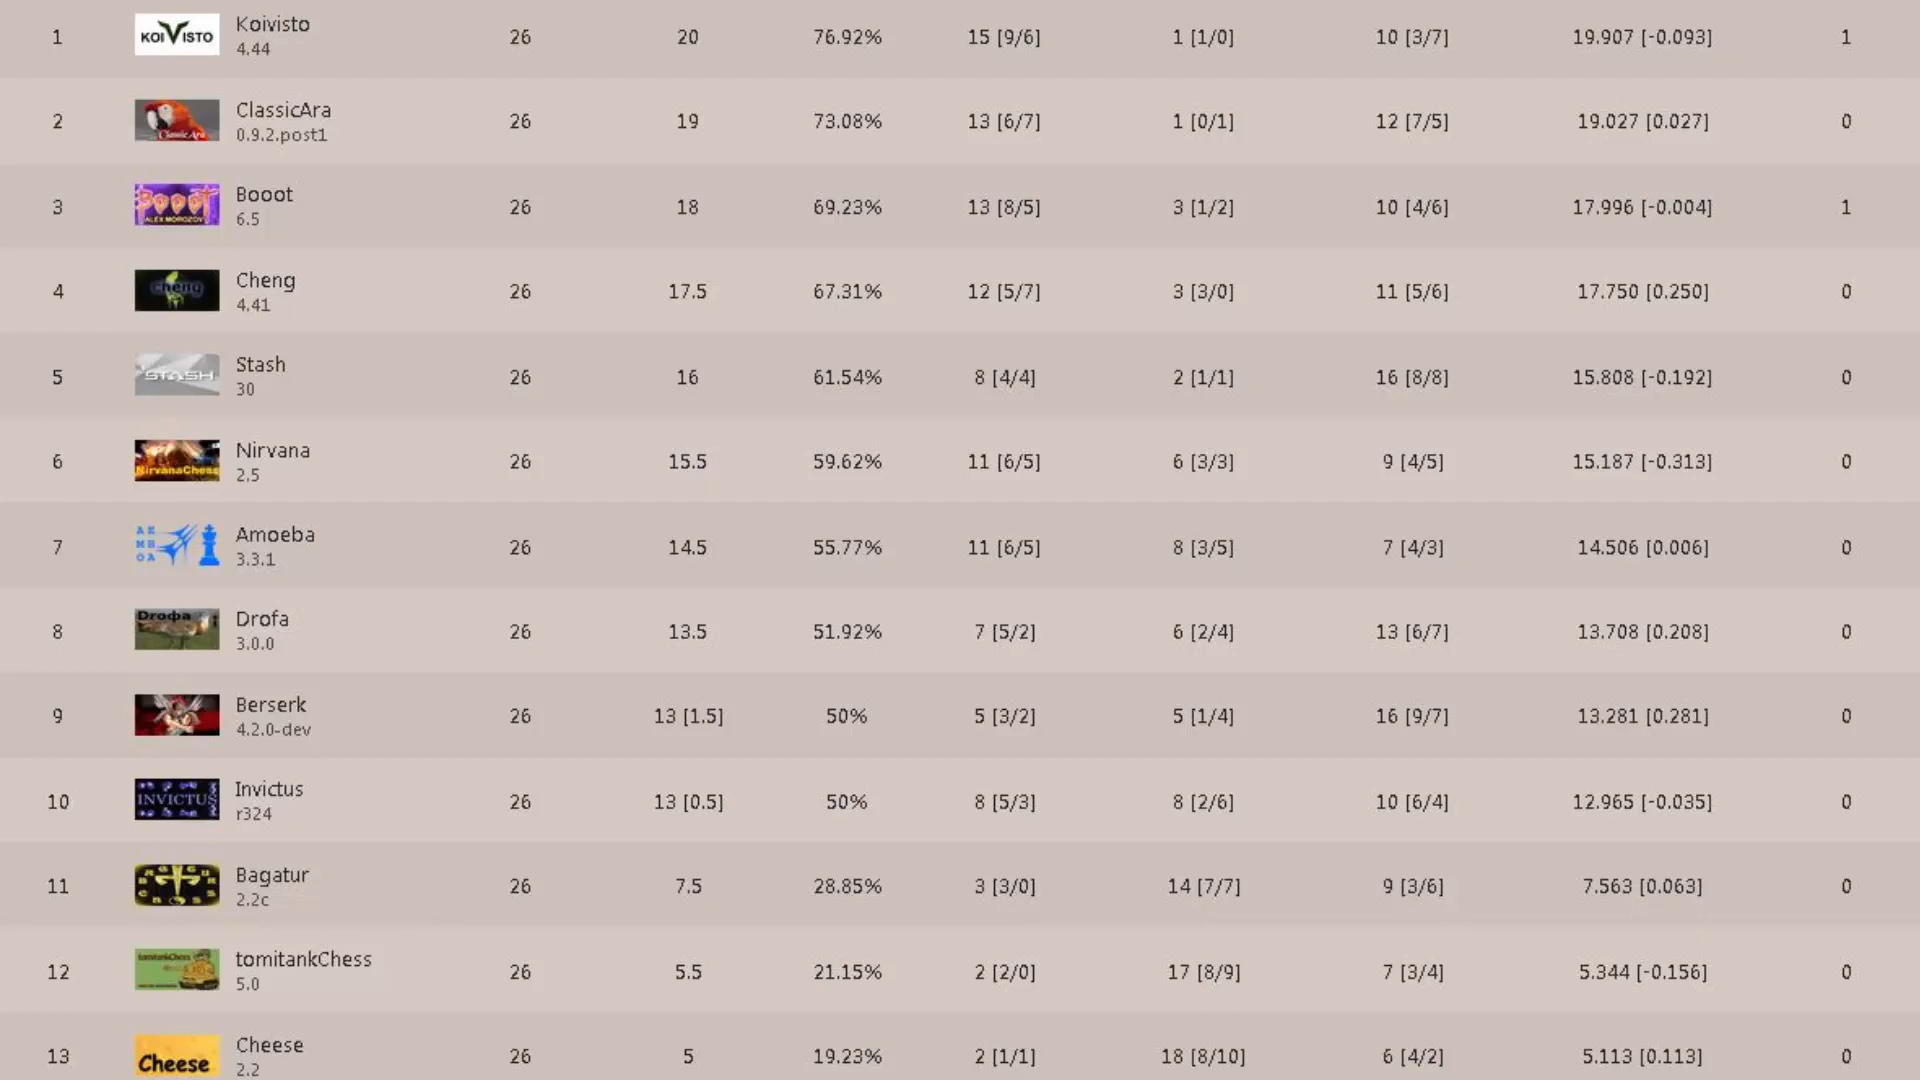 1 KOIVISTO Koivisto 26 20 76.92% 15 [9/6] 1 [1/0] 10 [3/7] 19.907 [-0.093] 1
4.44
2 ClassicAra ClassicAra 26 19 73.08% 13 [6/7] 1 [0/1] 12 [7/5] 19.027 [0.027] 0
0.9.2.post1
3 BOOOT ALEX MOROZOV Booot 26 18 69.23% 13 [8/5] 3 [1/2] 10 [4/6] 17.996 [-0.004] 1
6.5
4 Cheng Cheng 26 17.5 67.31% 12 [5/7] 3 [3/0] 11 [5/6] 17.750 [0.250] 0
4.41
5 STASH Stash 26 16 61.54% 8 [4/4] 2 [1/1] 16 [8/8] 15.808 [-0.192] 0
30
6 NirvanaChess Nirvana 26 15.5 59.62% 11 [6/5] 6 [3/3] 9 [4/5] 15.187 [-0.313] 0
2.5
7 Amoeba 26 14.5 55.77% 11 [6/5] 8 [3/5] 7 [4/3] 14.506 [0.006] 0
3.3.1
8 Droфa Drofa 26 13.5 51.92% 7 [5/2] 6 [2/4] 13 [6/7] 13.708 [0.208] 0
3.0.0
9 Berserk 26 13 [1.5] 50% 5 [3/2] 5 [1/4] 16 [9/7] 13.281 [0.281] 0
4.2.0-dev
10 INVICTUS Invictus 26 13 [0.5] 50% 8 [5/3] 8 [2/6] 10 [6/4] 12.965 [-0.035] 0
r324
11 Bagatur 26 7.5 28.85% 3 [3/0] 14 [7/7] 9 [3/6] 7.563 [0.063] 0
2.2c
12 tomitankChess tomitankChess 26 5.5 21.15% 2 [2/0] 17 [8/9] 7 [3/4] 5.344 [-0.156] 0
5.0
13 Cheese Cheese 26 5 19.23% 2 [1/1] 18 [8/10] 6 [4/2] 5.113 [0.113] 0
2.2